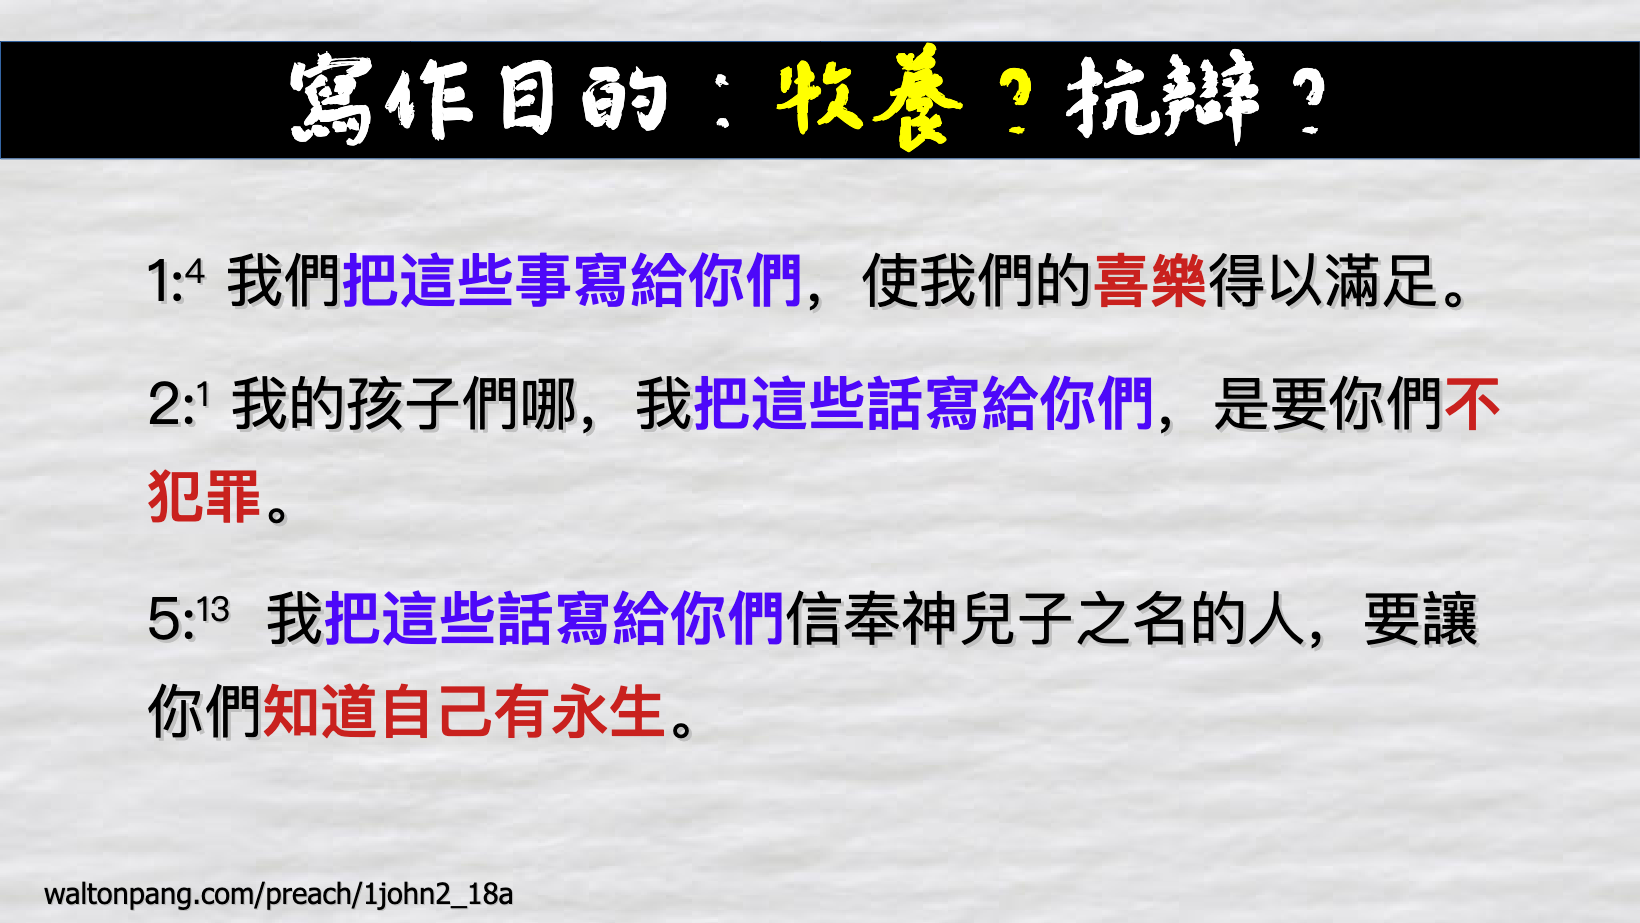 寫作目的：牧養？抗辯？
1:4 我們把這些事寫給你們，使我們的喜樂得以滿足。
2:1 我的孩子們哪，我把這些話寫給你們，是要你們不
犯罪。
5:13 我把這些話寫給你們信奉神兒子之名的人，要讓
你們知道自己有永生。
waltonpang.com/preach/1john2_18a